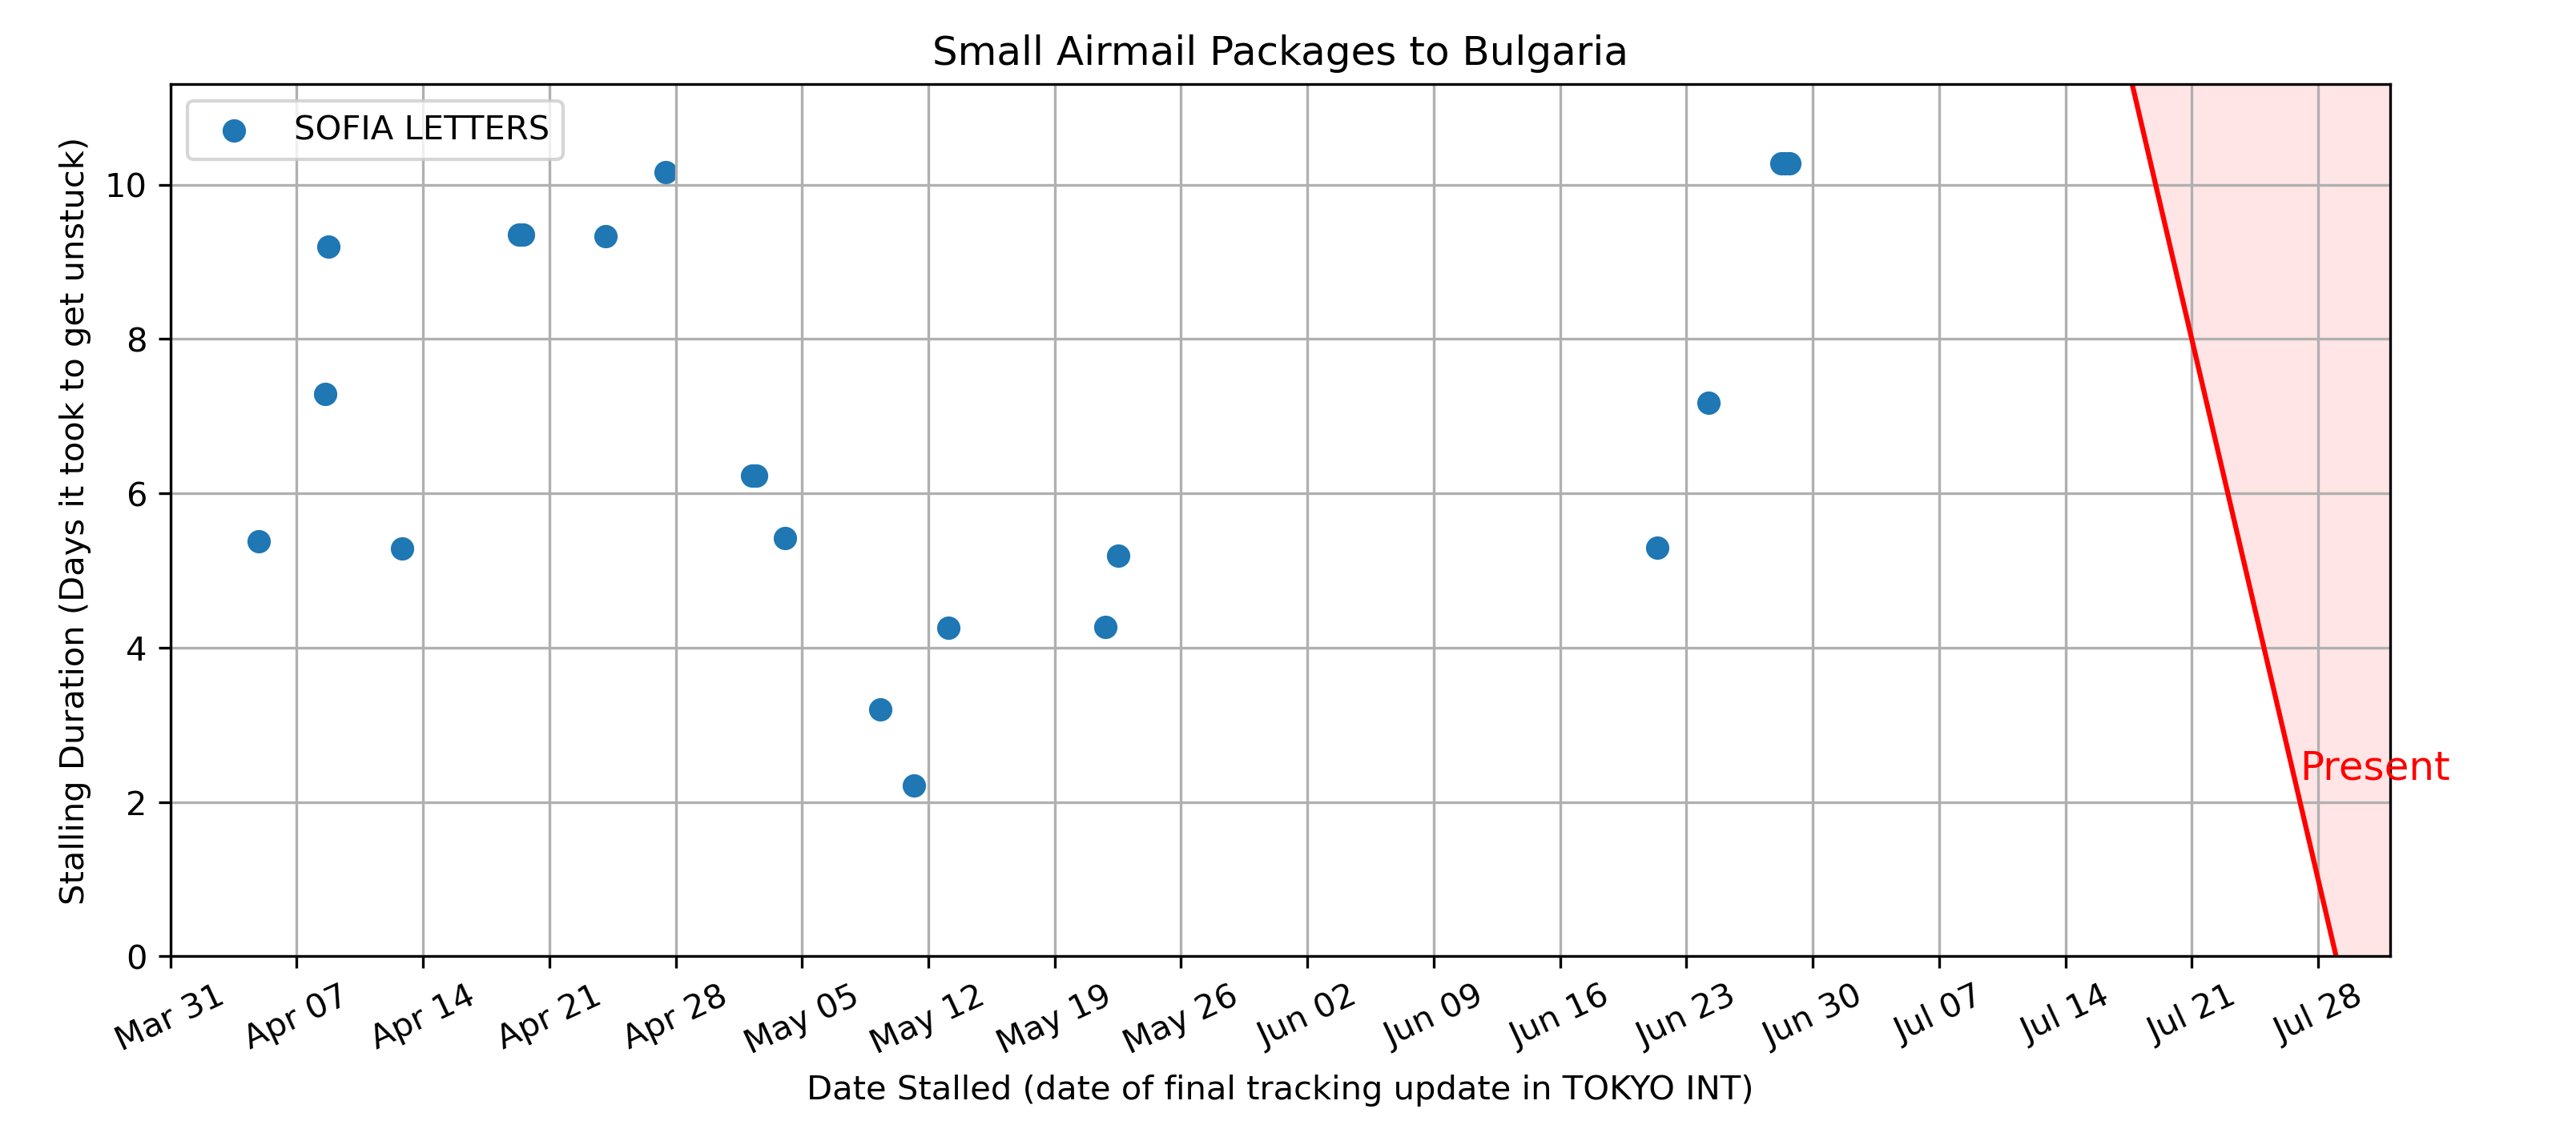 Small Airmail Packages to Bulgaria
SOFIA LETTERS
Stalling Duration (Days it took to get unstuck)
10
8
6
4
2
0
Present
Mar 31
Apr 07
Apr 14
Apr 21
Apr 28
May 05
May 12
May 19
May 26
Jun 02
Jun 09
Jun 16
Jun 23
Jun 30
Jul 07
Jul 14
Jul 21
Jul 28
Date Stalled (date of final tracking update in TOKYO INT)